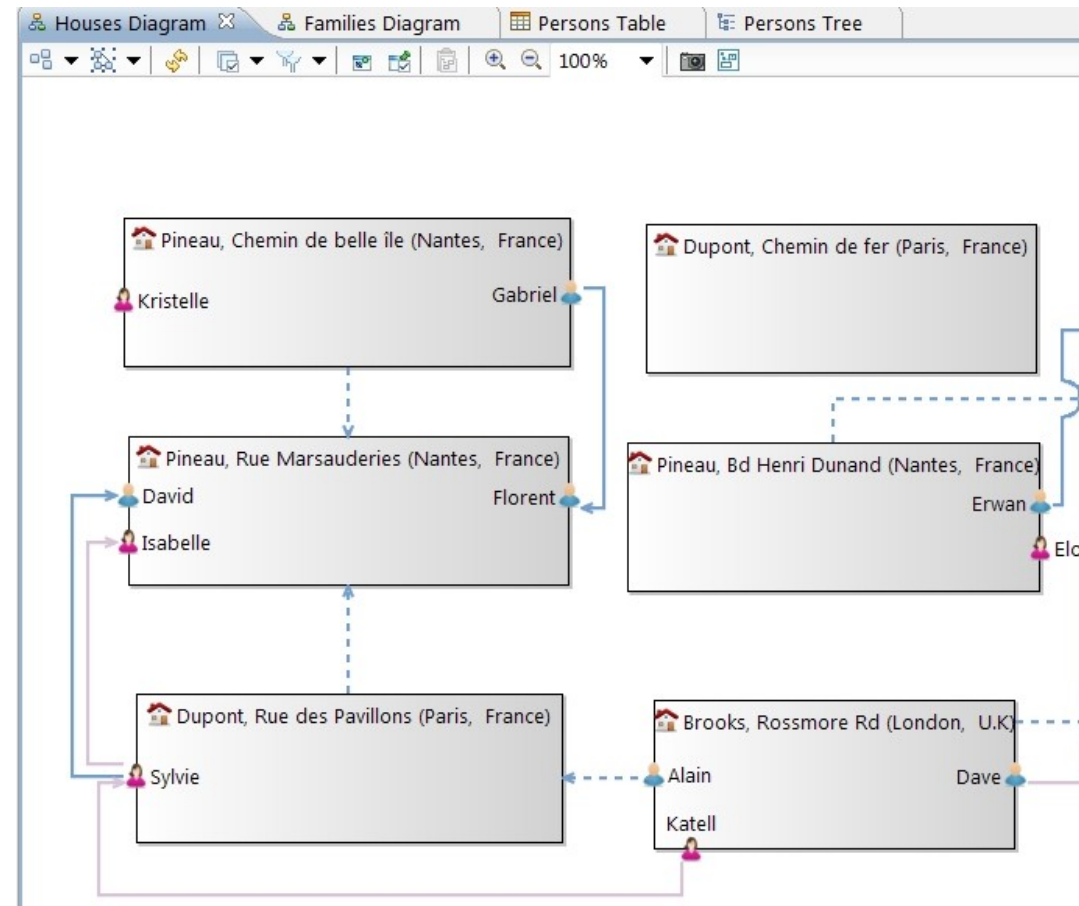 Houses Diagram
Families Diagram
Persons Table
Persons Tree
100%
Pineau, Chemin de belle île (Nantes, France)
Kristelle
Gabriel
Dupont, Chemin de fer (Paris, France)
Pineau, Rue Marsauderies (Nantes, France)
David
Florent
Isabelle
Pineau, Bd Henri Dunand (Nantes, France)
Erwan
Dupont, Rue des Pavillons (Paris, France)
Sylvie
Brooks, Rossmore Rd (London, U.K)
Alain
Dave
Katell